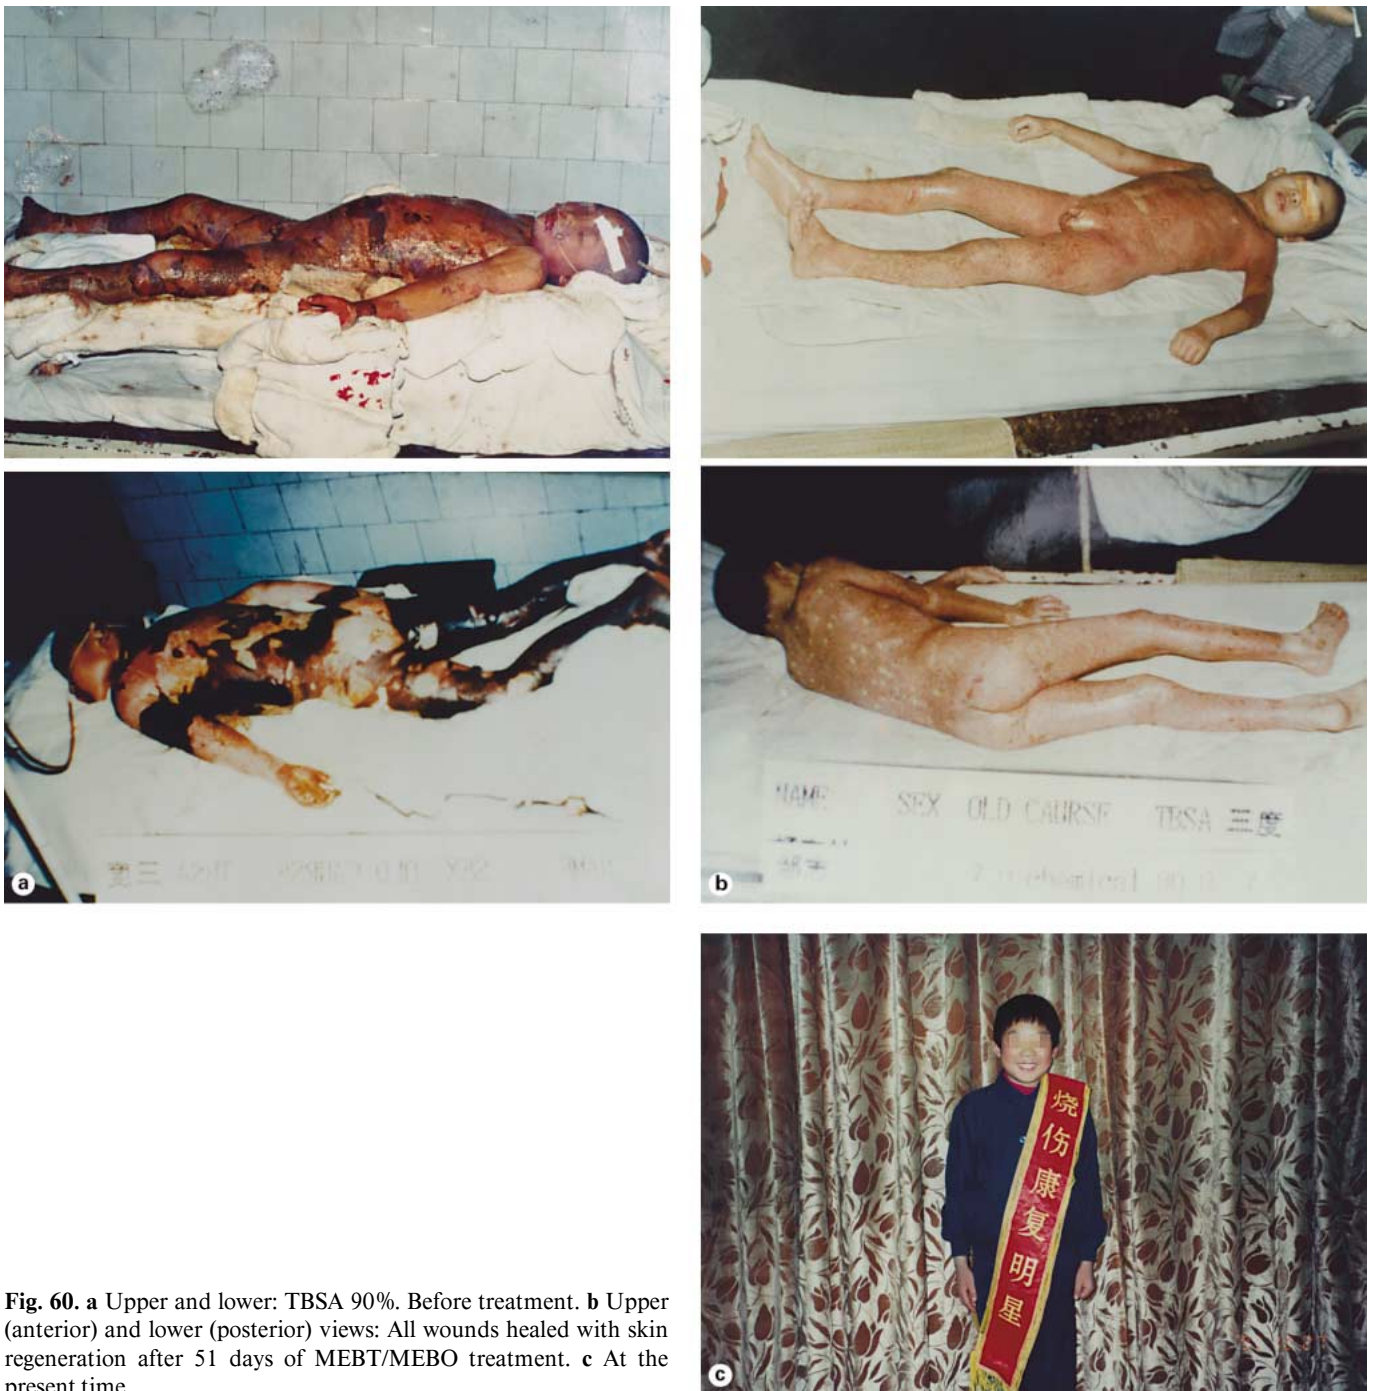 a
b
NAME SEX OLD CAURSE TBSA 三度
chemical
烧伤康复明星
c
Fig. 60. a Upper and lower: TBSA 90%. Before treatment. b Upper
(anterior) and lower (posterior) views: All wounds healed with skin
regeneration after 51 days of MEBT/MEBO treatment. c At the
present time.